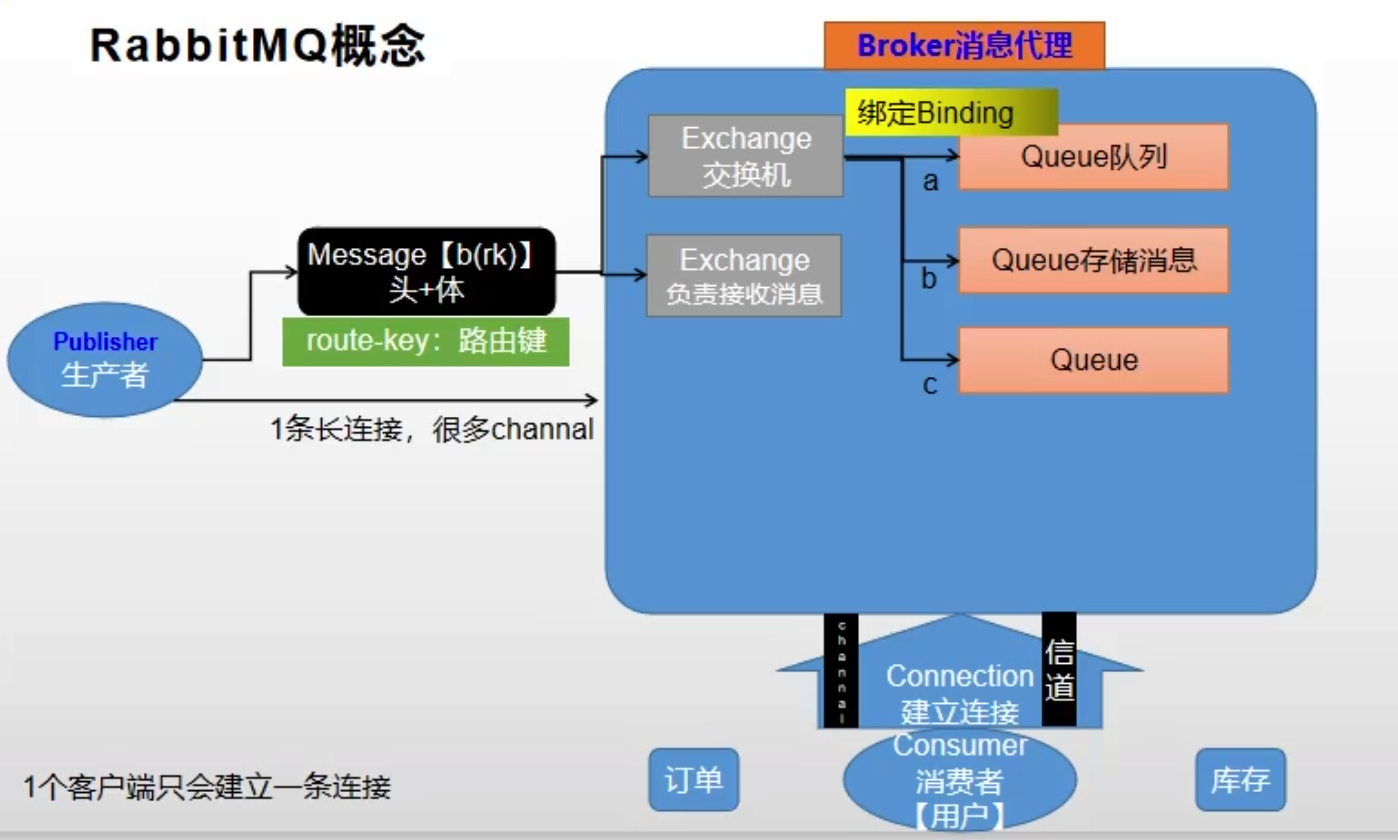 RabbitMQ概念
Broker消息代理
绑定Binding
Exchange
交换机
Queue队列
a
Message【b(rk)】
头+体
Exchange
负责接收消息
Queue存储消息
b
route-key：路由键
Publisher
生产者
Queue
c
1条长连接，很多channal
channal
信道
Connection
建立连接
Consumer
消费者
【用户】
订单
库存
1个客户端只会建立一条连接